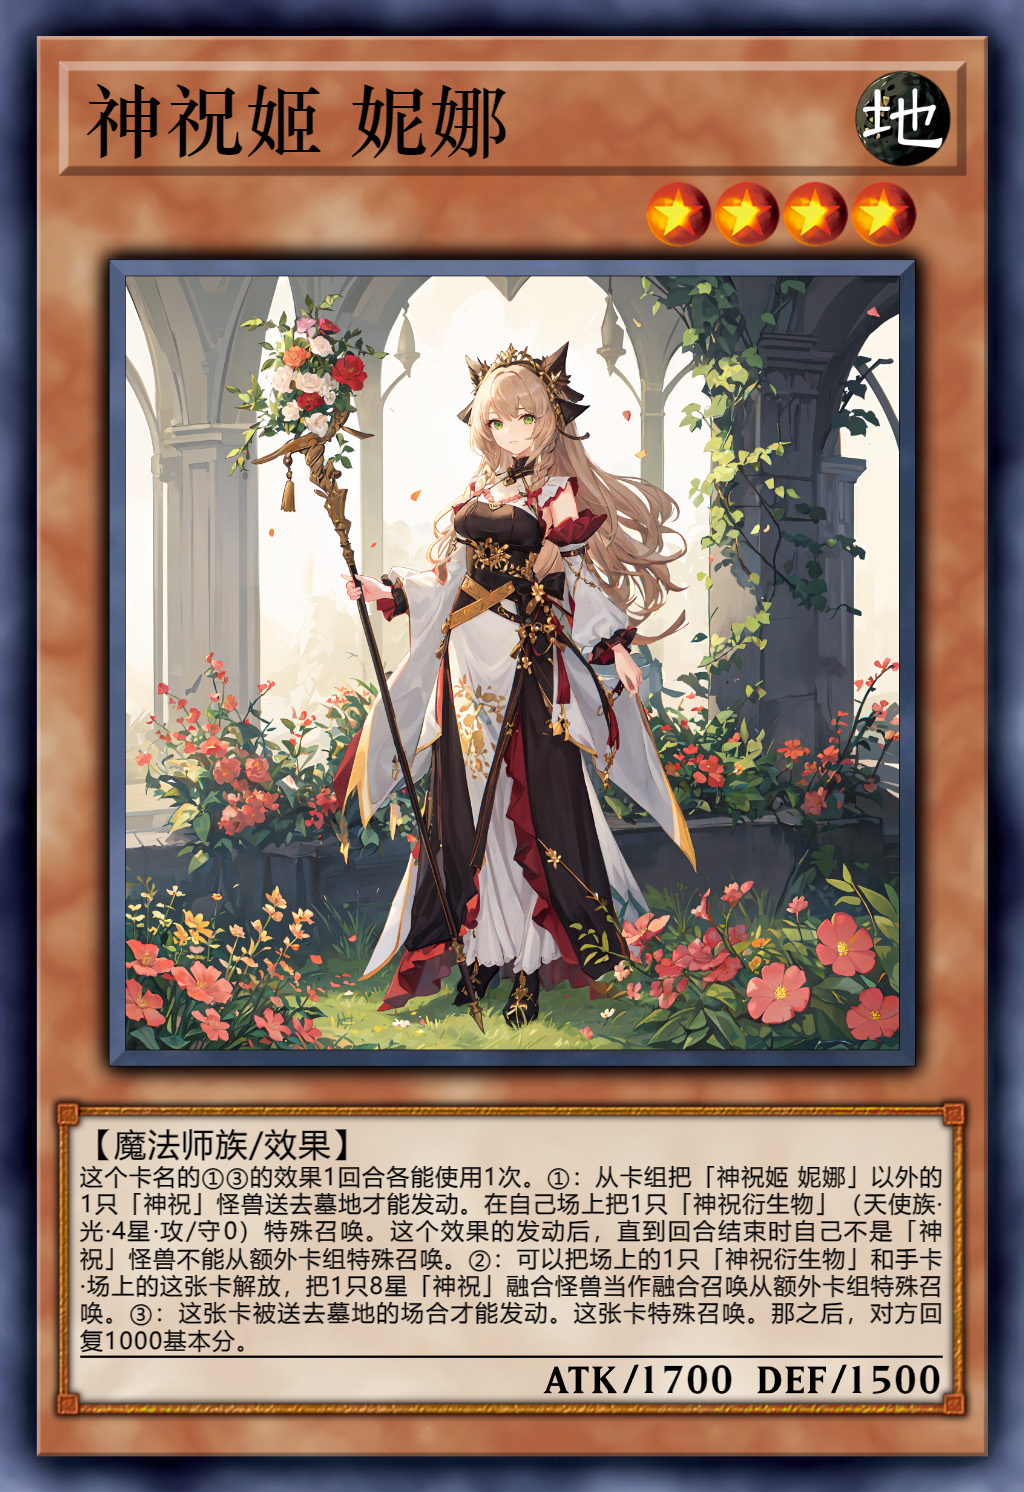 神祝姬 妮娜
地
【魔法师族/效果】
这个卡名的①③的效果1回合各能使用1次。①：从卡组把「神祝姬 妮娜」以外的
1只「神祝」怪兽送去墓地才能发动。在自己场上把1只「神祝衍生物」（天使族·
光·4星·攻/守0）特殊召唤。这个效果的发动后，直到回合结束时自己不是「神
祝」怪兽不能从额外卡组特殊召唤。②：可以把场上的1只「神祝衍生物」和手卡
·场上的这张卡解放，把1只8星「神祝」融合怪兽当作融合召唤从额外卡组特殊召
唤。③：这张卡被送去墓地的场合才能发动。这张卡特殊召唤。那之后，对方回
复1000基本分。
ATK/1700 DEF/1500